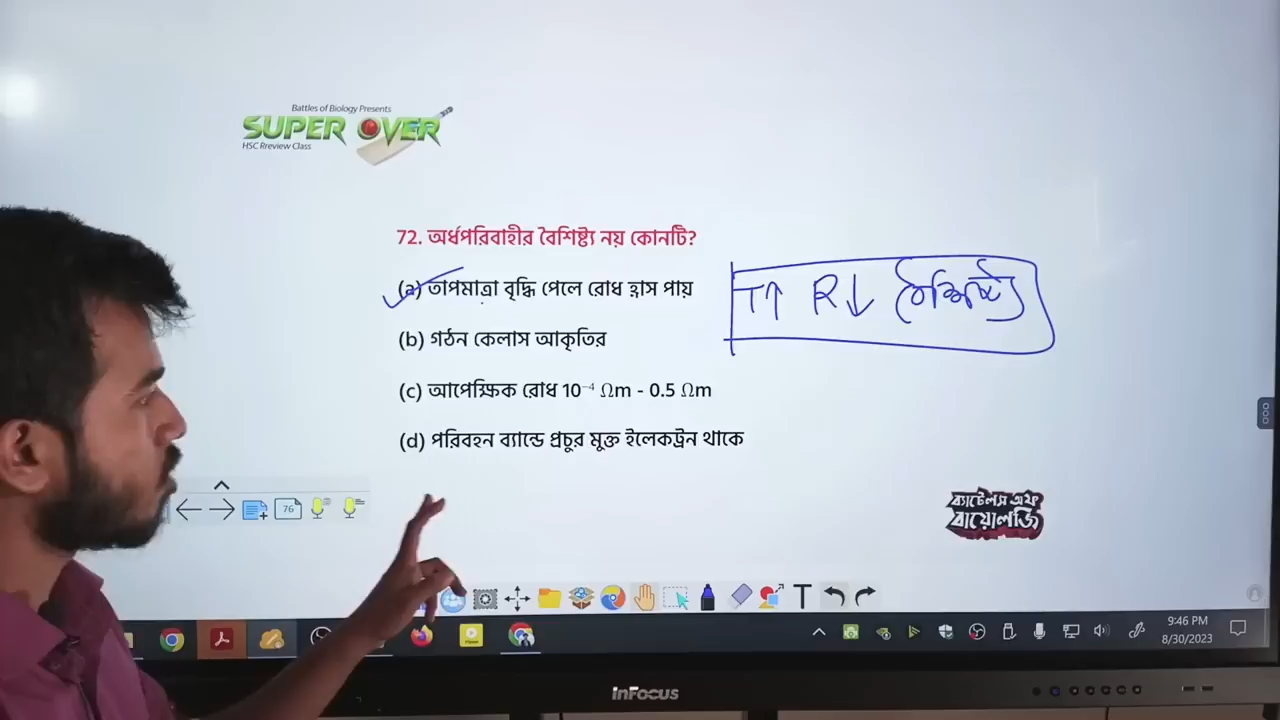 Battles of Biology Presents
SUPER OVER
HSC Rreview Class
72. অর্ধপরিবাহীর বৈশিষ্ট্য নয় কোনটি?
(a) তাপমাত্রা বৃদ্ধি পেলে রোধ হ্রাস পায়
T↑ R↓ (বৈশিষ্ট্য)
(b) গঠন কেলাস আকৃতির
(c) আপেক্ষিক রোধ 10⁻⁴ Ωm - 0.5 Ωm
(d) পরিবহন ব্যান্ডে প্রচুর মুক্ত ইলেকট্রন থাকে
ব্যাটেলস অফ
বায়োলজি
76
T
9:46 PM
8/30/2023
InFocus